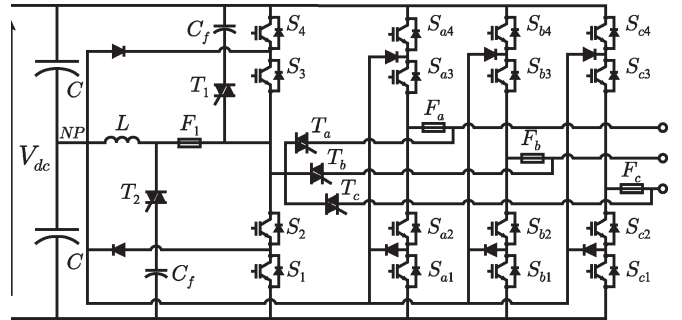 C_f S_4 S_a4 S_b4 S_c4
S_3 S_a3 S_b3 S_c3
C T_1
L F_1 T_a F_a
NP
V_dc T_b F_b
T_2 T_c F_c
S_2 S_a2 S_b2 S_c2
C C_f S_1 S_a1 S_b1 S_c1